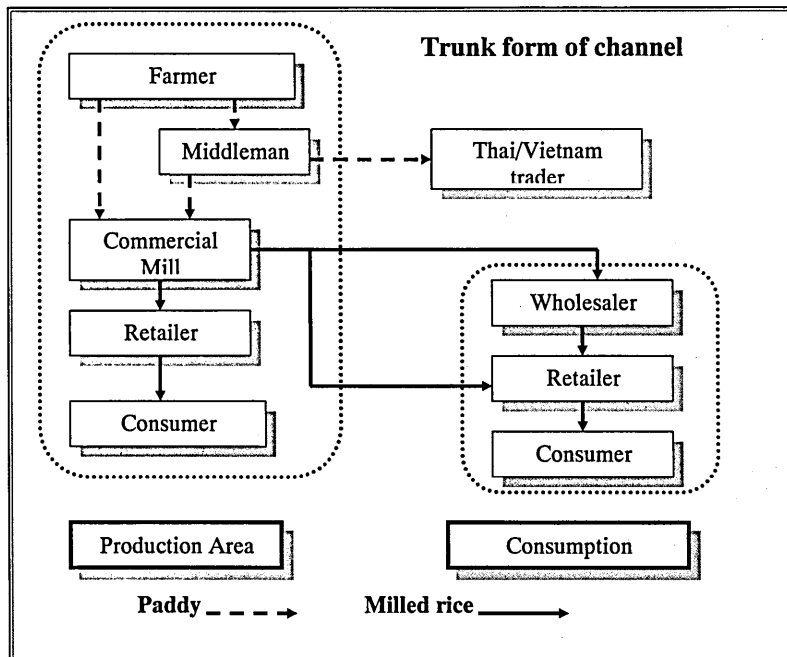 Trunk form of channel
Farmer
Middleman
Thai/Vietnam
trader
Commercial
Mill
Wholesaler
Retailer
Retailer
Consumer
Consumer
Production Area
Consumption
Paddy
Milled rice